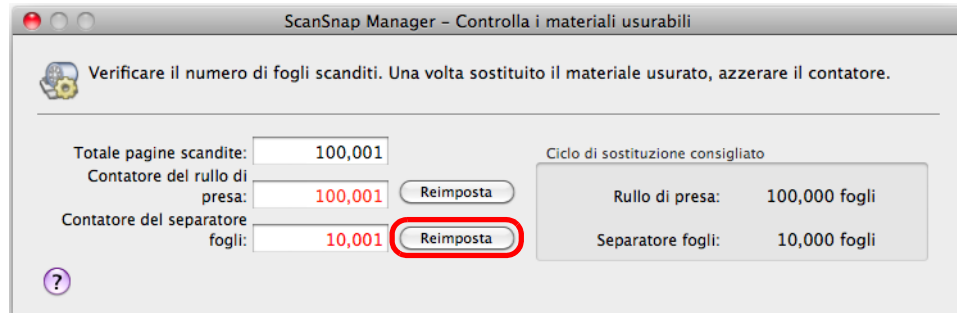 ScanSnap Manager – Controlla i materiali usurabili
Verificare il numero di fogli scanditi. Una volta sostituito il materiale usurato, azzerare il contatore.
Totale pagine scandite: 100,001
Contatore del rullo di
presa: 100,001 Reimposta
Contatore del separatore
fogli: 10,001 Reimposta
Ciclo di sostituzione consigliato
Rullo di presa: 100,000 fogli
Separatore fogli: 10,000 fogli
?